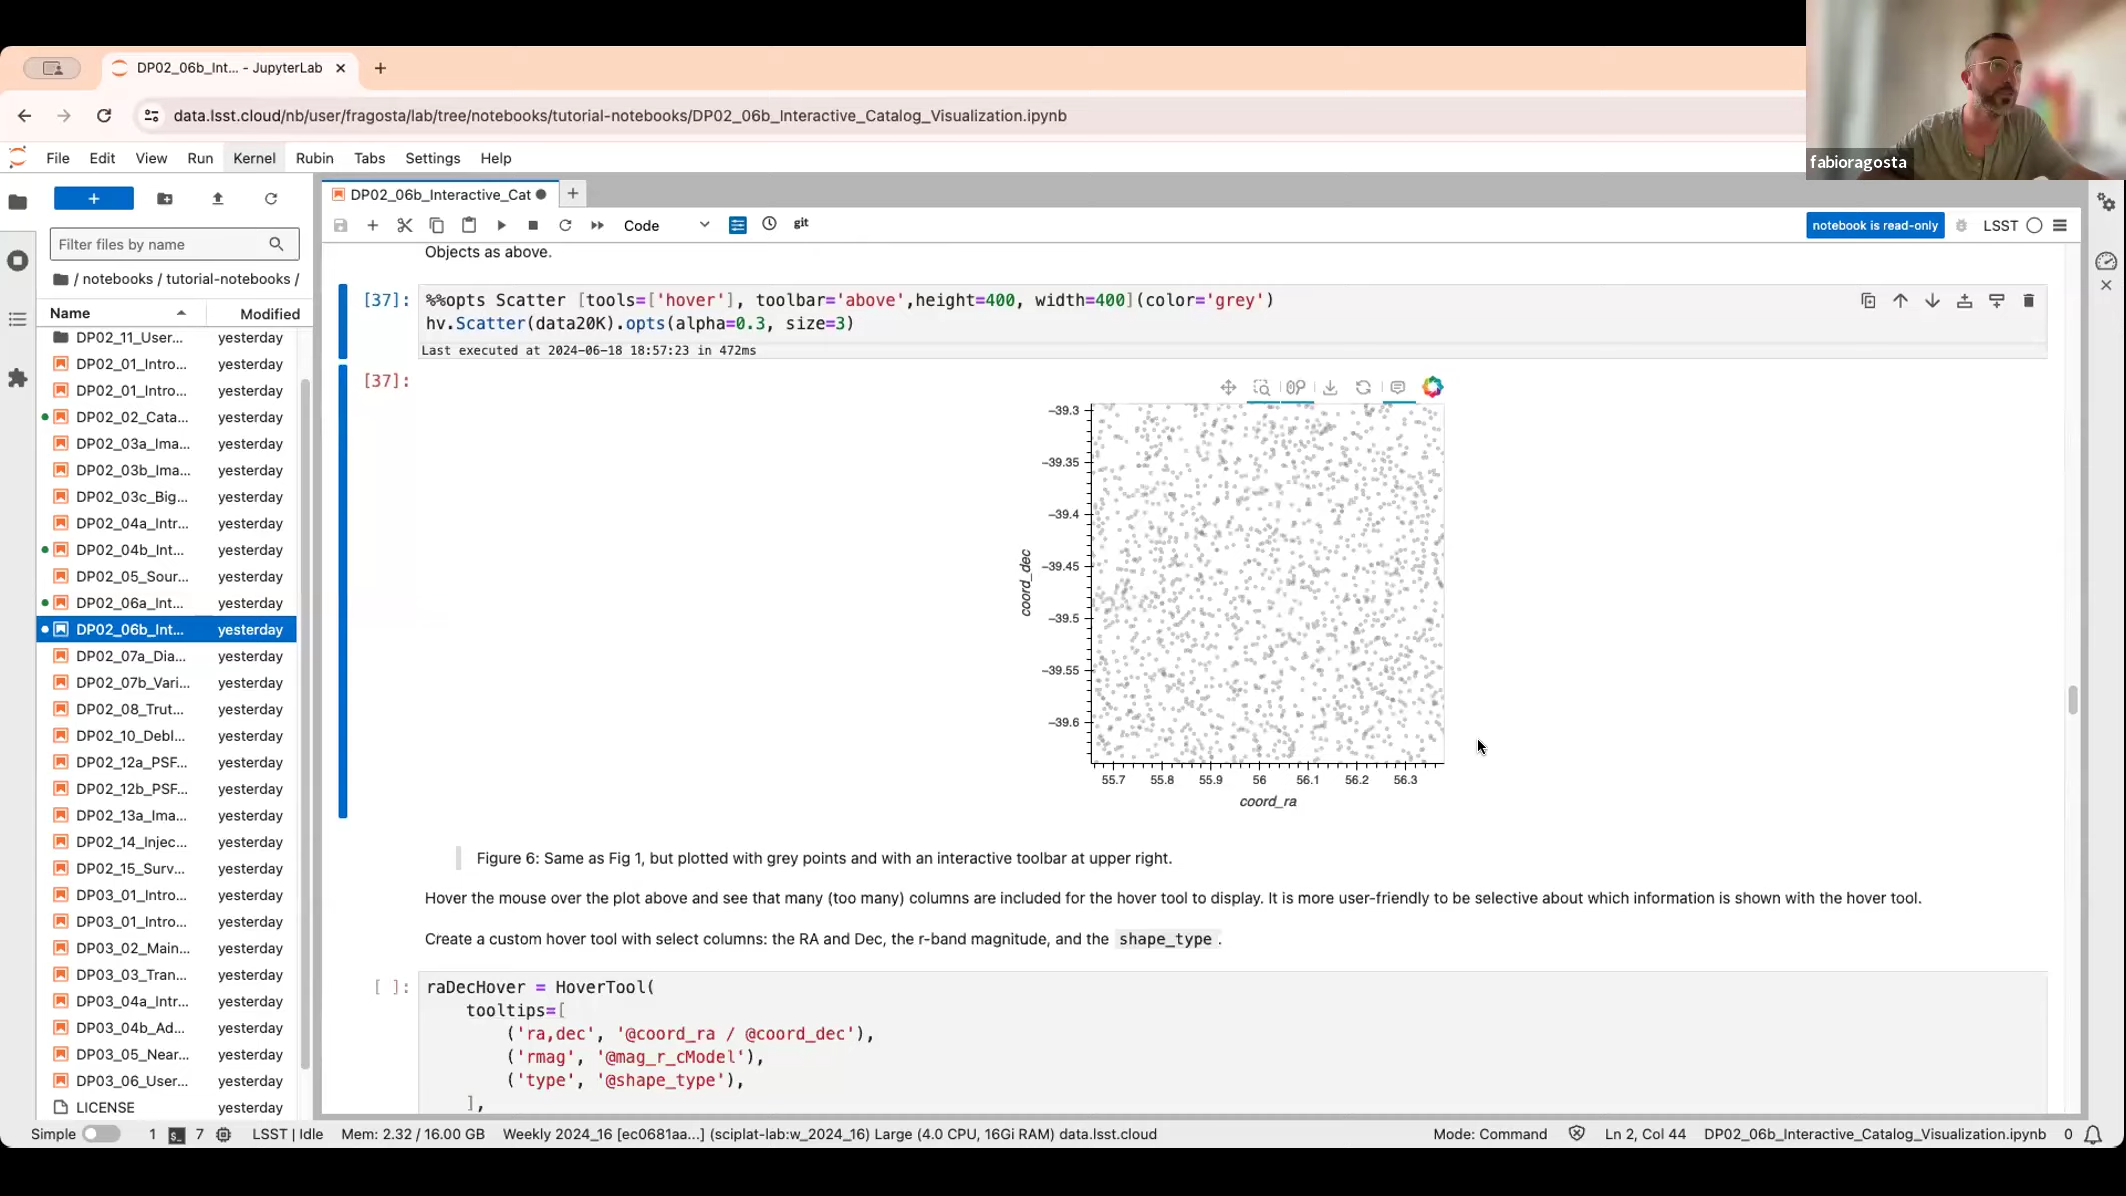 DP02_06b_Int... - JupyterLab
data.lsst.cloud/nb/user/fragosta/lab/tree/notebooks/tutorial-notebooks/DP02_06b_Interactive_Catalog_Visualization.ipynb
fabioragosta
File Edit View Run Kernel Rubin Tabs Settings Help
DP02_06b_Interactive_Cat
Filter files by name
/ notebooks / tutorial-notebooks /
Name Modified
DP02_11_User... yesterday
DP02_01_Intro... yesterday
DP02_01_Intro... yesterday
DP02_02_Cata... yesterday
DP02_03a_Ima... yesterday
DP02_03b_Ima... yesterday
DP02_03c_Big... yesterday
DP02_04a_Intr... yesterday
DP02_04b_Int... yesterday
DP02_05_Sour... yesterday
DP02_06a_Int... yesterday
DP02_06b_Int... yesterday
DP02_07a_Dia... yesterday
DP02_07b_Vari... yesterday
DP02_08_Trut... yesterday
DP02_10_Debl... yesterday
DP02_12a_PSF... yesterday
DP02_12b_PSF... yesterday
DP02_13a_Ima... yesterday
DP02_14_Injec... yesterday
DP02_15_Surv... yesterday
DP03_01_Intro... yesterday
DP03_01_Intro... yesterday
DP03_02_Main... yesterday
DP03_03_Tran... yesterday
DP03_04a_Intr... yesterday
DP03_04b_Ad... yesterday
DP03_05_Near... yesterday
DP03_06_User... yesterday
LICENSE yesterday
Code git notebook is read-only LSST
Objects as above.
[37]: %%opts Scatter [tools=['hover'], toolbar='above',height=400, width=400](color='grey')
hv.Scatter(data20K).opts(alpha=0.3, size=3)
Last executed at 2024-06-18 18:57:23 in 472ms
[37]:
−39.3
−39.35
−39.4
−39.45
−39.5
−39.55
−39.6
coord_dec
55.7 55.8 55.9 56 56.1 56.2 56.3
coord_ra
Figure 6: Same as Fig 1, but plotted with grey points and with an interactive toolbar at upper right.
Hover the mouse over the plot above and see that many (too many) columns are included for the hover tool to display. It is more user-friendly to be selective about which information is shown with the hover tool.
Create a custom hover tool with select columns: the RA and Dec, the r-band magnitude, and the shape_type .
[ ]: raDecHover = HoverTool(
tooltips=[
('ra,dec', '@coord_ra / @coord_dec'),
('rmag', '@mag_r_cModel'),
('type', '@shape_type'),
],
Simple 1 7 LSST | Idle Mem: 2.32 / 16.00 GB Weekly 2024_16 [ec0681aa...] (sciplat-lab:w_2024_16) Large (4.0 CPU, 16Gi RAM) data.lsst.cloud Mode: Command Ln 2, Col 44 DP02_06b_Interactive_Catalog_Visualization.ipynb 0